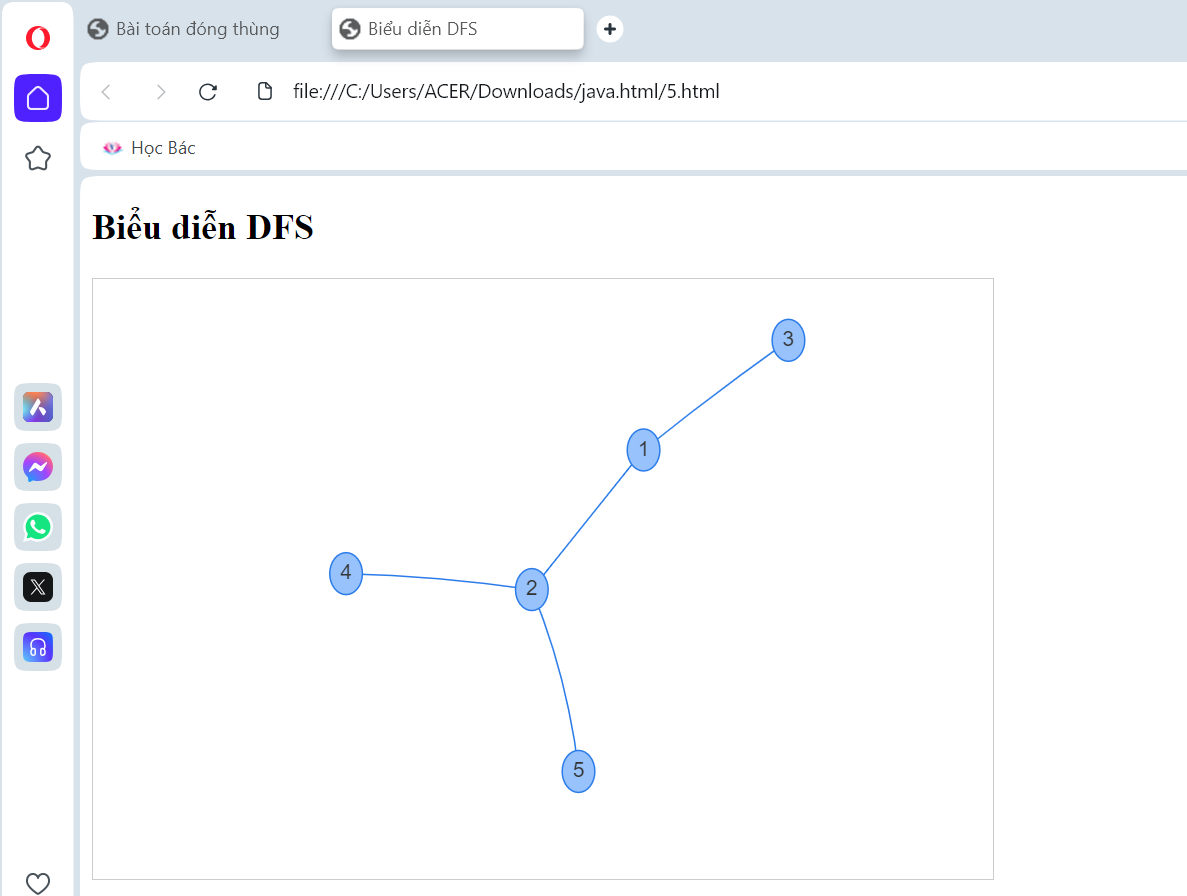 Bài toán đóng thùng
Biểu diễn DFS
file:///C:/Users/ACER/Downloads/java.html/5.html
Học Bác
Biểu diễn DFS
3
1
4
2
5